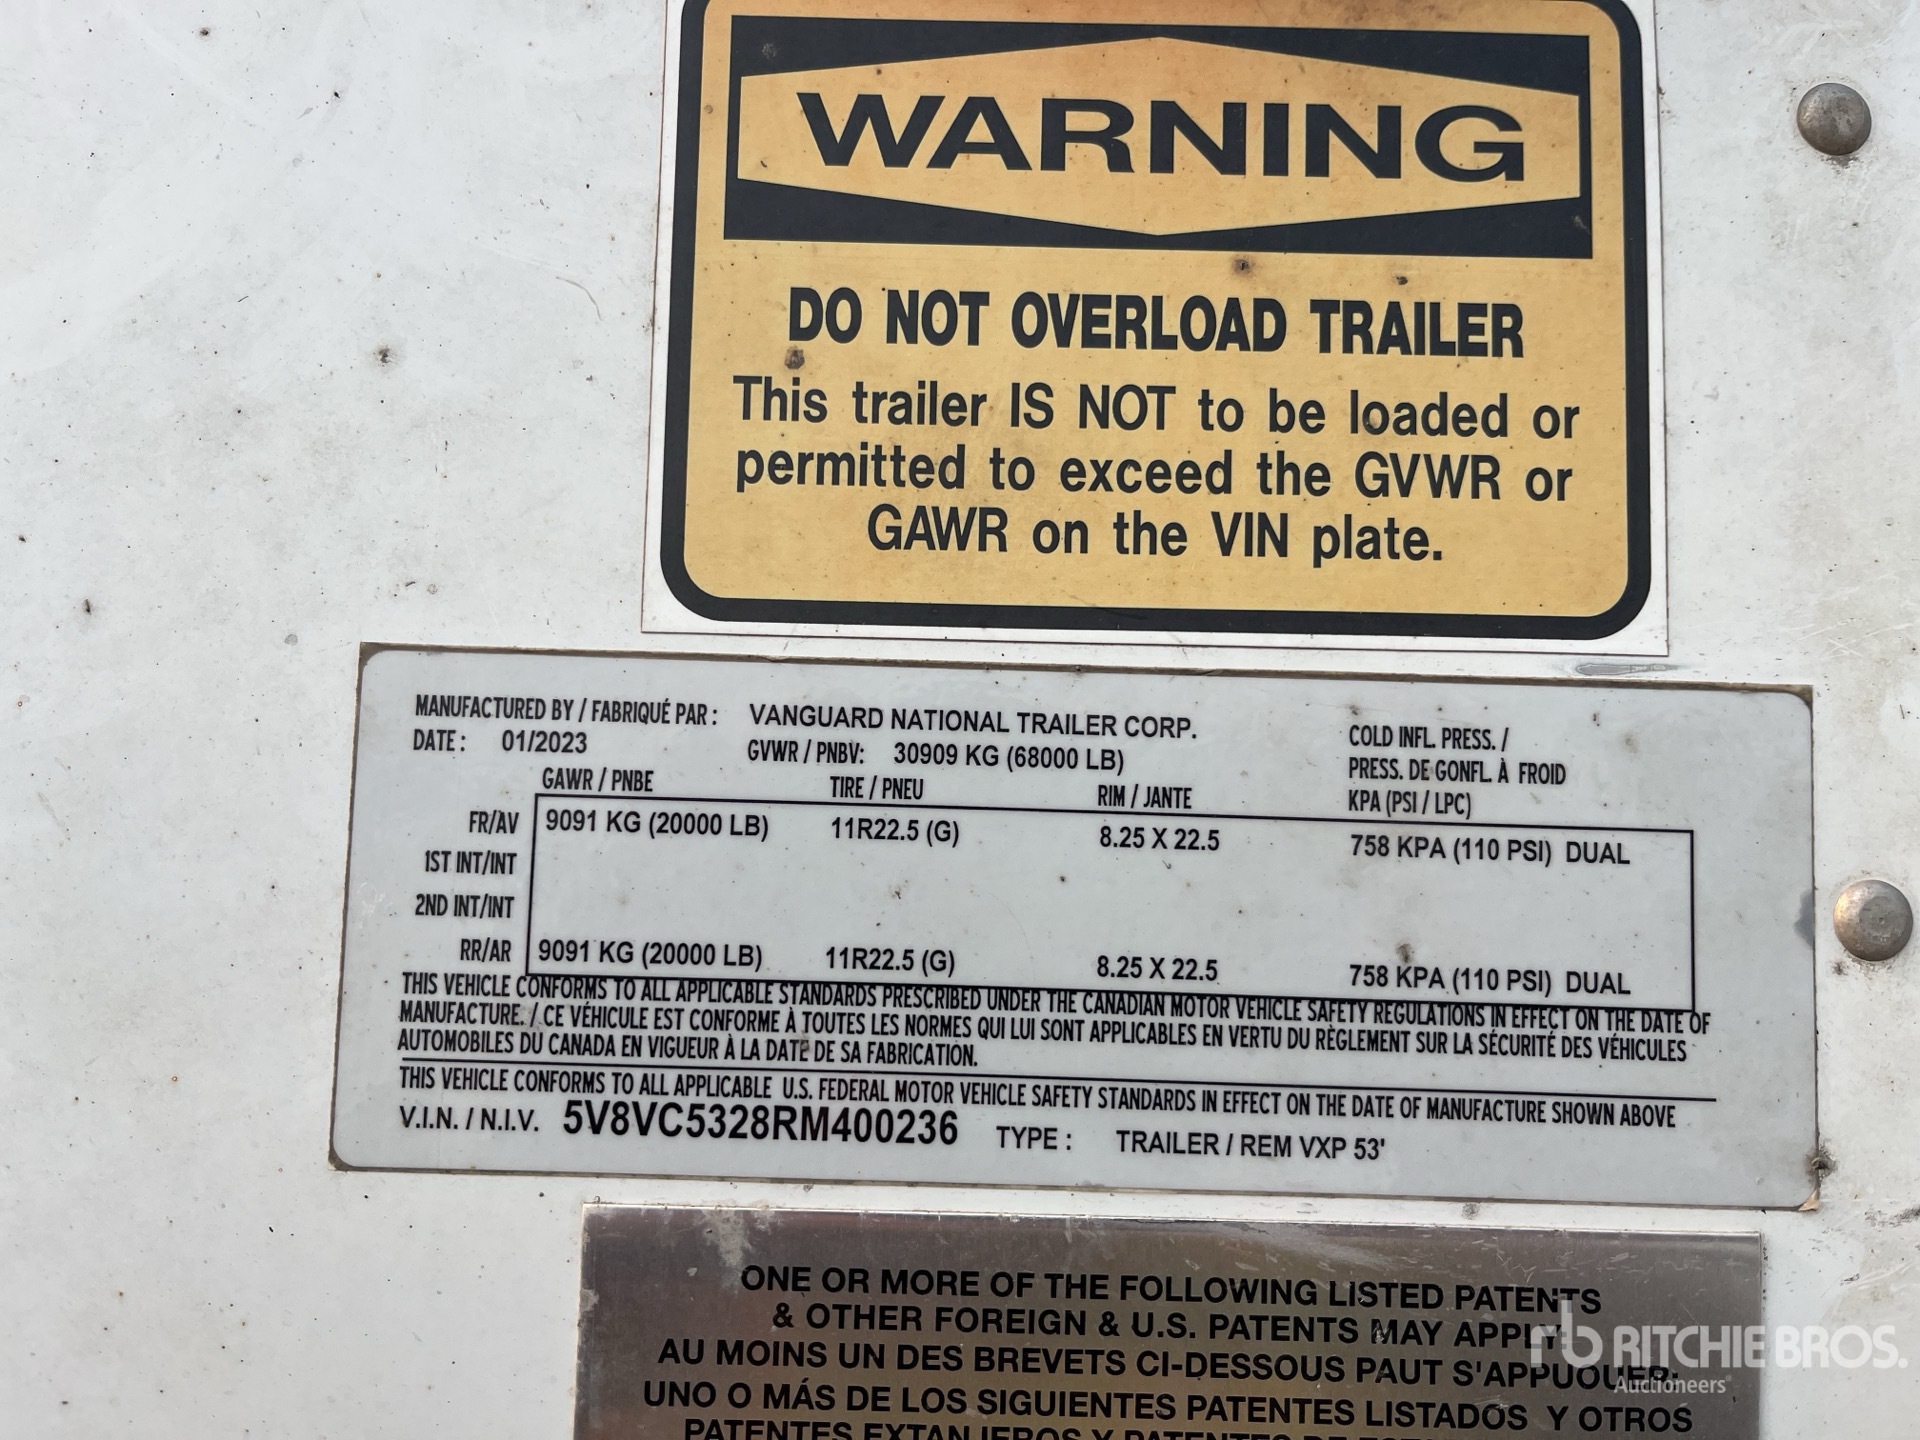 WARNING
DO NOT OVERLOAD TRAILER
This trailer IS NOT to be loaded or
permitted to exceed the GVWR or
GAWR on the VIN plate.
MANUFACTURED BY / FABRIQUÉ PAR : VANGUARD NATIONAL TRAILER CORP.
DATE : 01/2023 GVWR / PNBV: 30909 KG (68000 LB)
COLD INFL. PRESS. /
PRESS. DE GONFL. À FROID
KPA (PSI / LPC)
GAWR / PNBE TIRE / PNEU RIM / JANTE
FR/AV 9091 KG (20000 LB) 11R22.5 (G) 8.25 X 22.5 758 KPA (110 PSI) DUAL
1ST INT/INT
2ND INT/INT
RR/AR 9091 KG (20000 LB) 11R22.5 (G) 8.25 X 22.5 758 KPA (110 PSI) DUAL
THIS VEHICLE CONFORMS TO ALL APPLICABLE STANDARDS PRESCRIBED UNDER THE CANADIAN MOTOR VEHICLE SAFETY REGULATIONS IN EFFECT ON THE DATE OF
MANUFACTURE. / CE VÉHICULE EST CONFORME À TOUTES LES NORMES QUI LUI SONT APPLICABLES EN VERTU DU RÈGLEMENT SUR LA SÉCURITÉ DES VÉHICULES
AUTOMOBILES DU CANADA EN VIGUEUR À LA DATE DE SA FABRICATION.
THIS VEHICLE CONFORMS TO ALL APPLICABLE U.S. FEDERAL MOTOR VEHICLE SAFETY STANDARDS IN EFFECT ON THE DATE OF MANUFACTURE SHOWN ABOVE
V.I.N. / N.I.V. 5V8VC5328RM400236 TYPE : TRAILER / REM VXP 53'
ONE OR MORE OF THE FOLLOWING LISTED PATENTS
& OTHER FOREIGN & U.S. PATENTS MAY APPLY
AU MOINS UN DES BREVETS CI-DESSOUS PAUT S'APPUOUER:
UNO O MÁS DE LOS SIGUIENTES PATENTES LISTADOS Y OTROS
PATENTES EXTANJEROS Y PATENTES DE
rb RITCHIE BROS.
Auctioneers